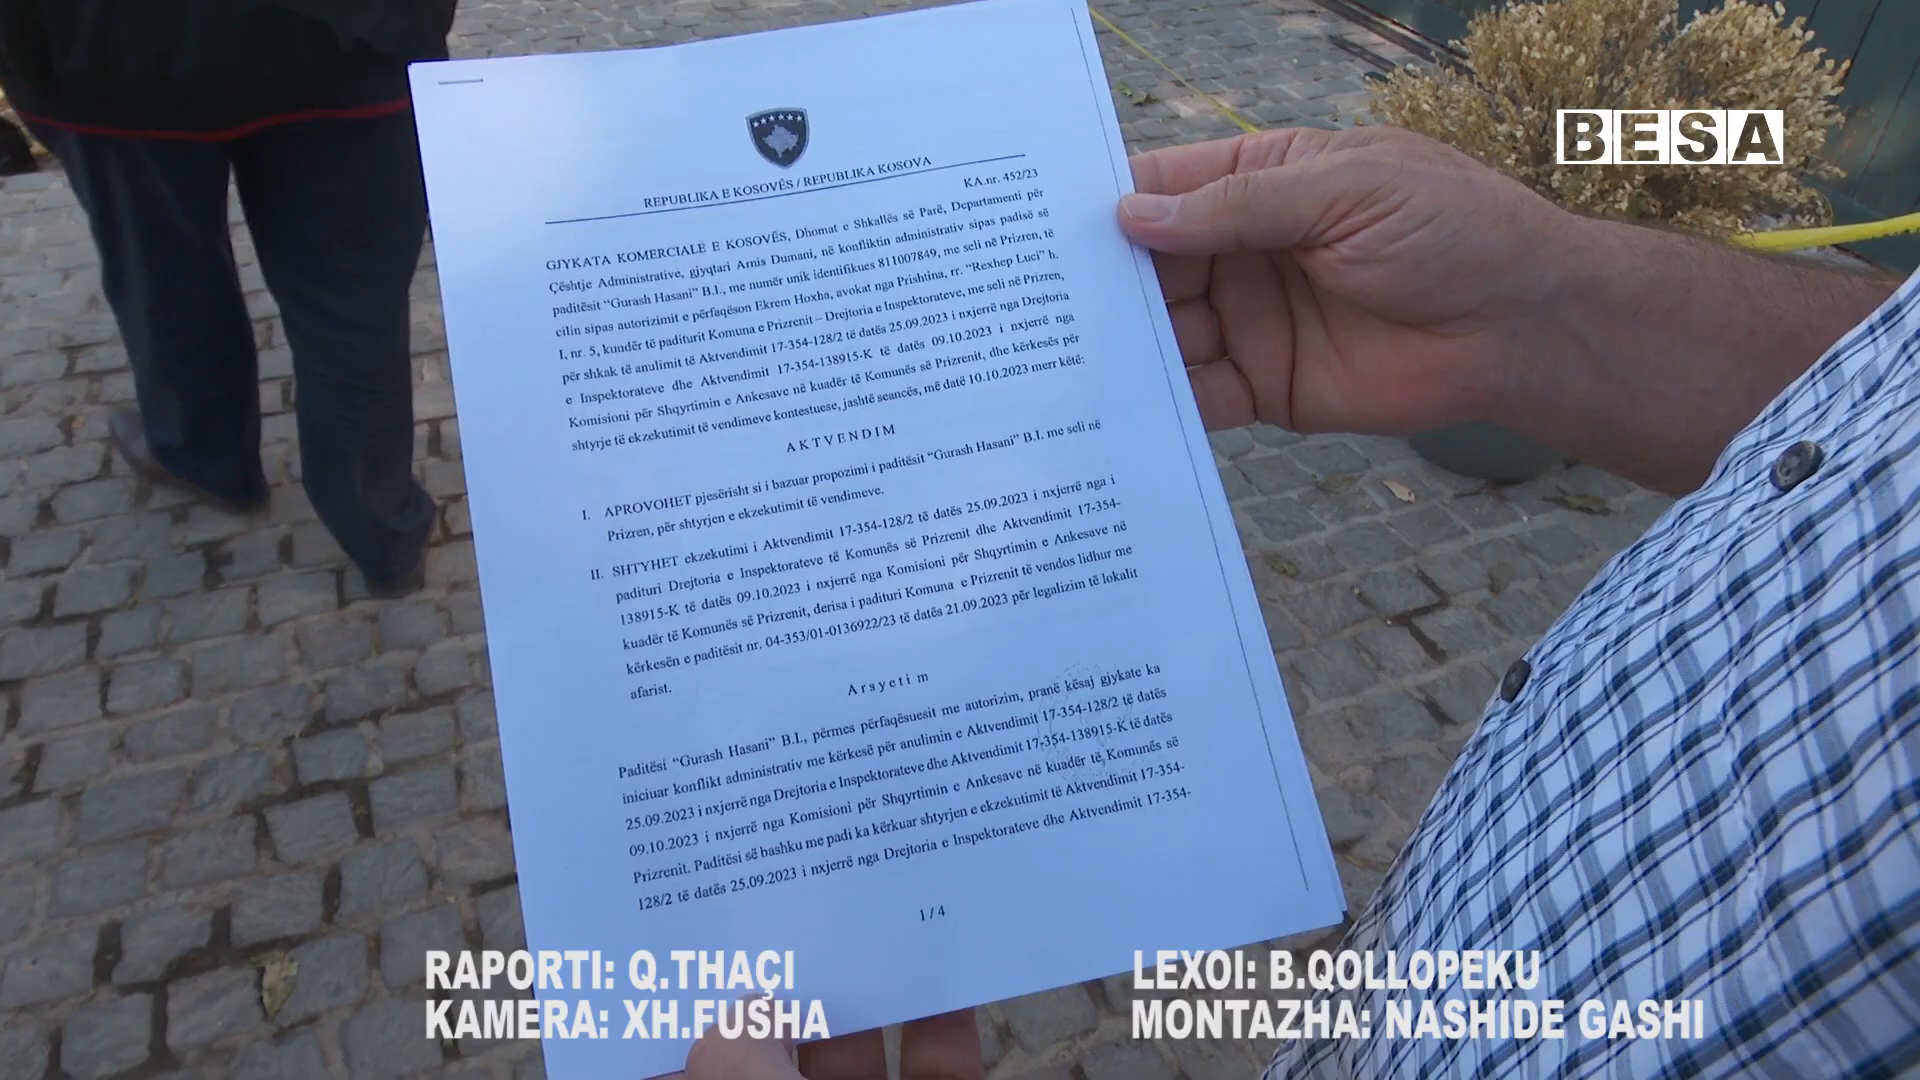 BESA
REPUBLIKA E KOSOVËS / REPUBLIKA KOSOVA
KA.nr. 452/23
GJYKATA KOMERCIALE E KOSOVËS, Dhomat e Shkallës së Parë, Departamenti për
Çështje Administrative, gjyqtari Arnis Dumani, në konfliktin administrativ sipas padisë së
paditësit “Gurash Hasani” B.I., me numër unik identifikues 811007849, me seli në Prizren, të
cilin sipas autorizimit e përfaqëson Ekrem Hoxha, avokat nga Prishtina, rr. “Rexhep Luci” h.
I, nr. 5, kundër të paditurit Komuna e Prizrenit – Drejtoria e Inspektorateve, me seli në Prizren,
për shkak të anulimit të Aktvendimit 17-354-128/2 të datës 25.09.2023 i nxjerrë nga Drejtoria
e Inspektorateve dhe Aktvendimit 17-354-138915-K të datës 09.10.2023 i nxjerrë nga
Komisioni për Shqyrtimin e Ankesave në kuadër të Komunës së Prizrenit, dhe kërkesës për
shtyrje të ekzekutimit të vendimeve kontestuese, jashtë seancës, më datë 10.10.2023 merr këtë:
A K T V E N D I M
I. APROVOHET pjesërisht si i bazuar propozimi i paditësit “Gurash Hasani” B.I. me seli në
Prizren, për shtyrjen e ekzekutimit të vendimeve.
II. SHTYHET ekzekutimi i Aktvendimit 17-354-128/2 të datës 25.09.2023 i nxjerrë nga i
padituri Drejtoria e Inspektorateve të Komunës së Prizrenit dhe Aktvendimit 17-354-
138915-K të datës 09.10.2023 i nxjerrë nga Komisioni për Shqyrtimin e Ankesave në
kuadër të Komunës së Prizrenit, derisa i padituri Komuna e Prizrenit të vendos lidhur me
kërkesën e paditësit nr. 04-353/01-0136922/23 të datës 21.09.2023 për legalizim të lokalit
afarist.
A r s y e t i m
Paditësi “Gurash Hasani” B.I., përmes përfaqësuesit me autorizim, pranë kësaj gjykate ka
iniciuar konflikt administrativ me kërkesë për anulimin e Aktvendimit 17-354-128/2 të datës
25.09.2023 i nxjerrë nga Drejtoria e Inspektorateve dhe Aktvendimit 17-354-138915-K të datës
09.10.2023 i nxjerrë nga Komisioni për Shqyrtimin e Ankesave në kuadër të Komunës së
Prizrenit. Paditësi së bashku me padi ka kërkuar shtyrjen e ekzekutimit të Aktvendimit 17-354-
128/2 të datës 25.09.2023 i nxjerrë nga Drejtoria e Inspektorateve dhe Aktvendimit 17-354-
1 / 4
RAPORTI: Q.THAÇI
KAMERA: XH.FUSHA
LEXOI: B.QOLLOPEKU
MONTAZHA: NASHIDE GASHI